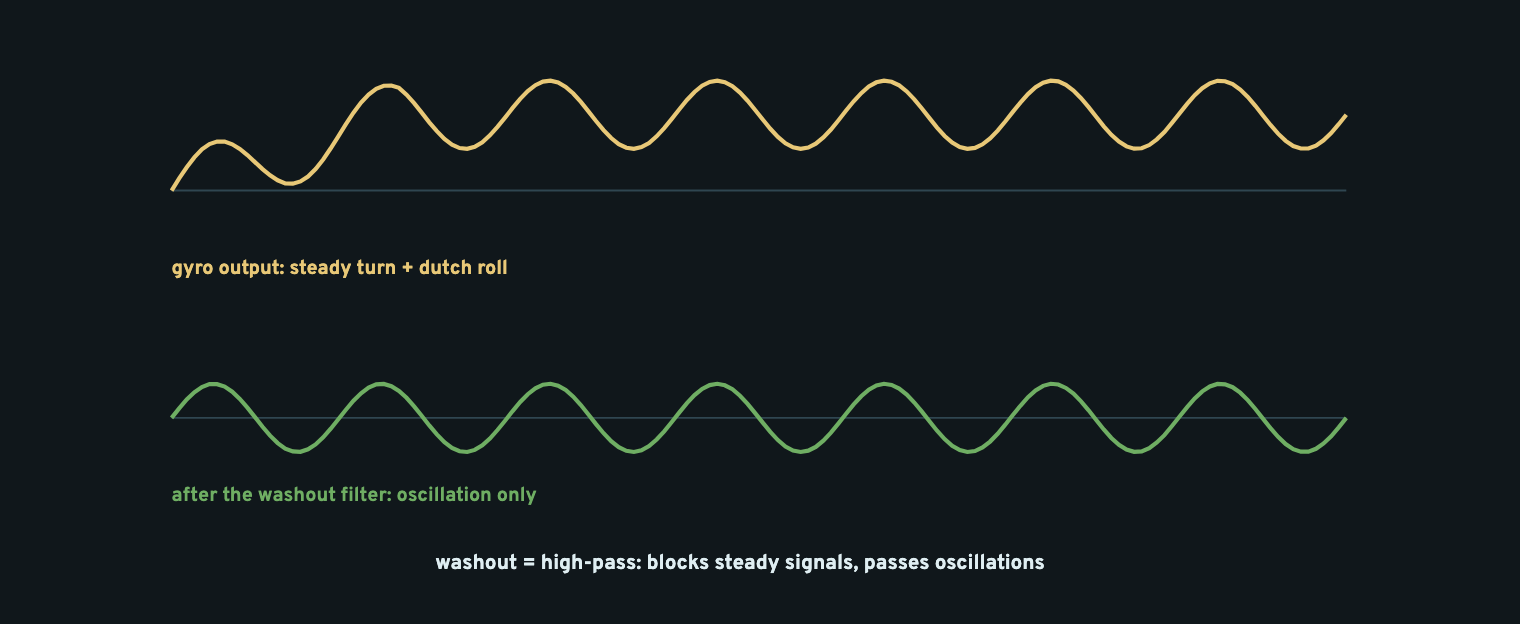 gyro output: steady turn + dutch roll
after the washout filter: oscillation only
washout = high-pass: blocks steady signals, passes oscillations